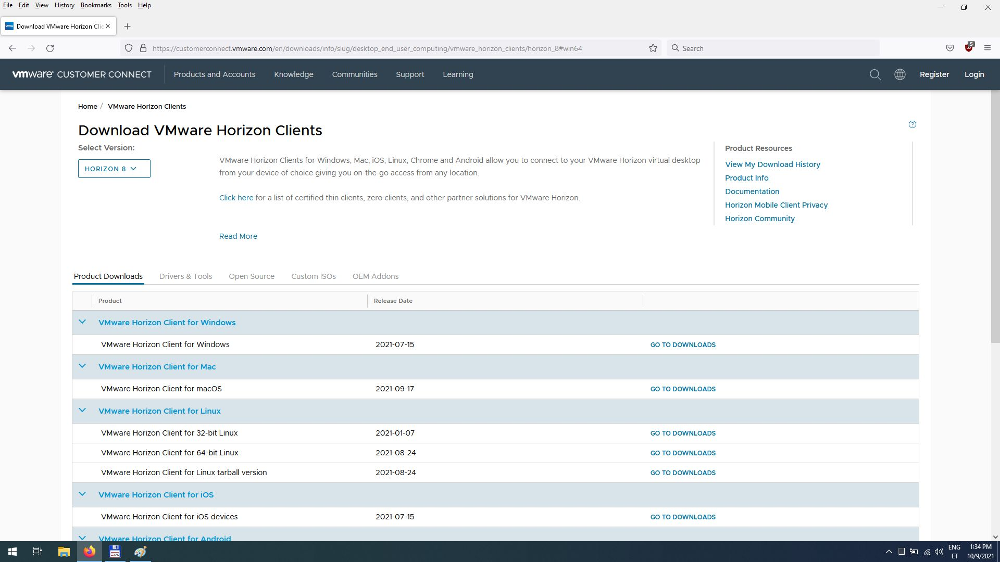 File Edit View History Bookmarks Tools Help
vmw Download VMware Horizon Clie
https://customerconnect.vmware.com/en/downloads/info/slug/desktop_end_user_computing/vmware_horizon_clients/horizon_8#win64
Search
5
vmware® CUSTOMER CONNECT Products and Accounts Knowledge Communities Support Learning Register Login
Home / VMware Horizon Clients
Download VMware Horizon Clients
Select Version:
HORIZON 8
VMware Horizon Clients for Windows, Mac, iOS, Linux, Chrome and Android allow you to connect to your VMware Horizon virtual desktop
from your device of choice giving you on-the-go access from any location.
Click here for a list of certified thin clients, zero clients, and other partner solutions for VMware Horizon.
Read More
Product Resources
View My Download History
Product Info
Documentation
Horizon Mobile Client Privacy
Horizon Community
Product Downloads Drivers & Tools Open Source Custom ISOs OEM Addons
Product Release Date
VMware Horizon Client for Windows
VMware Horizon Client for Windows 2021-07-15 GO TO DOWNLOADS
VMware Horizon Client for Mac
VMware Horizon Client for macOS 2021-09-17 GO TO DOWNLOADS
VMware Horizon Client for Linux
VMware Horizon Client for 32-bit Linux 2021-01-07 GO TO DOWNLOADS
VMware Horizon Client for 64-bit Linux 2021-08-24 GO TO DOWNLOADS
VMware Horizon Client for Linux tarball version 2021-08-24 GO TO DOWNLOADS
VMware Horizon Client for iOS
VMware Horizon Client for iOS devices 2021-07-15 GO TO DOWNLOADS
VMware Horizon Client for Android
ENG 1:34 PM
ET 10/9/2021